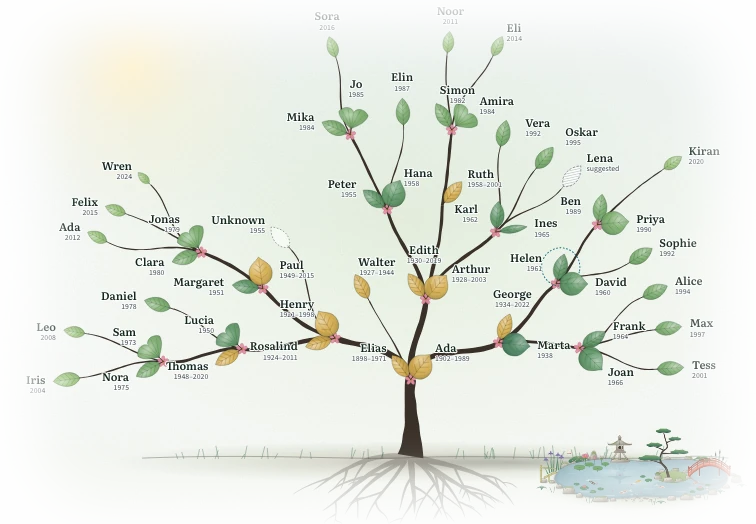 Sora
2016
Noor
2011
Eli
2014
Jo
1985
Elin
1987
Simon
1982
Amira
1984
Mika
1984
Vera
1992
Oskar
1995
Lena
suggested
Kiran
2020
Wren
2024
Peter
1955
Hana
1958
Ruth
1958–2001
Felix
2015
Jonas
1979
Unknown
1955
Karl
1962
Ben
1989
Priya
1990
Ada
2012
Ines
1965
Sophie
1992
Clara
1980
Paul
1949–2015
Walter
1927–1944
Edith
1930–2019
Arthur
1928–2003
Helen
1961
David
1960
Margaret
1951
Alice
1994
Daniel
1978
Henry
1921–1998
George
1934–2022
Leo
2008
Sam
1973
Lucia
1950
Frank
1964
Max
1997
Rosalind
1924–2011
Elias
1898–1971
Ada
1902–1989
Marta
1938
Iris
2004
Nora
1975
Thomas
1948–2020
Joan
1966
Tess
2001